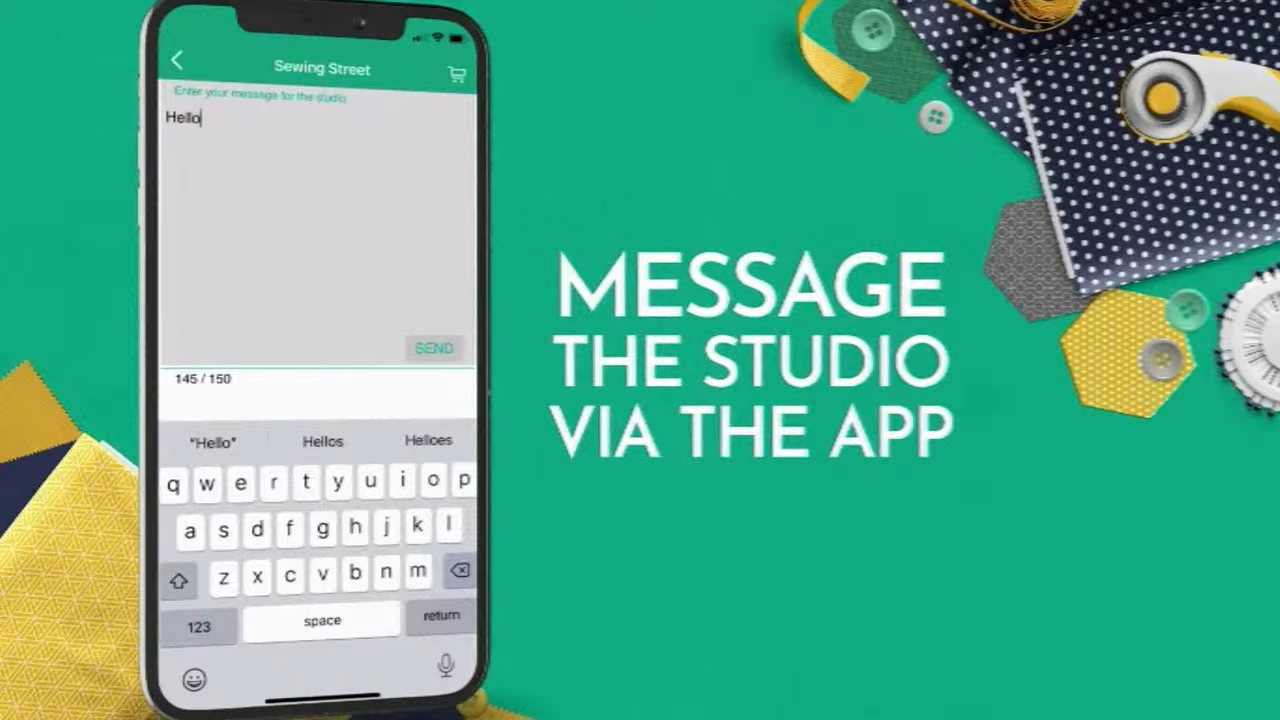 Sewing Street
Enter your message for the studio
Hello
SEND
145 / 150
"Hello" Hellos Helloes
q w e r t y u i o p
a s d f g h j k l
z x c v b n m
123 space return
MESSAGE
THE STUDIO
VIA THE APP